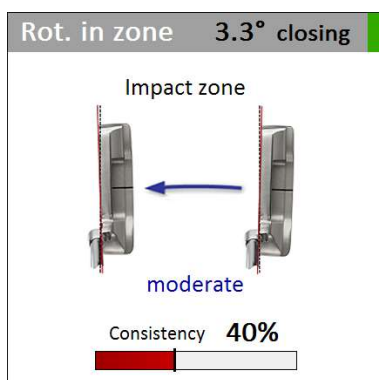 Rot. in zone 3.3° closing
Impact zone
moderate
Consistency 40%